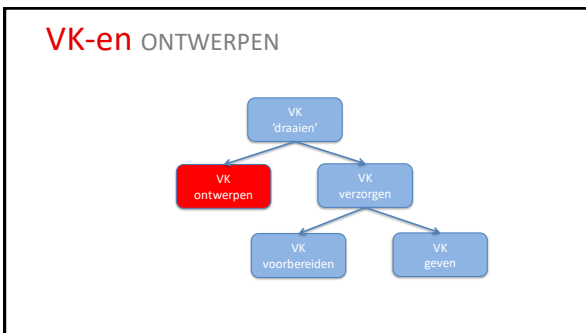 VK-en ONTWERPEN
VK
'draaien'
VK
ontwerpen
VK
verzorgen
VK
voorbereiden
VK
geven